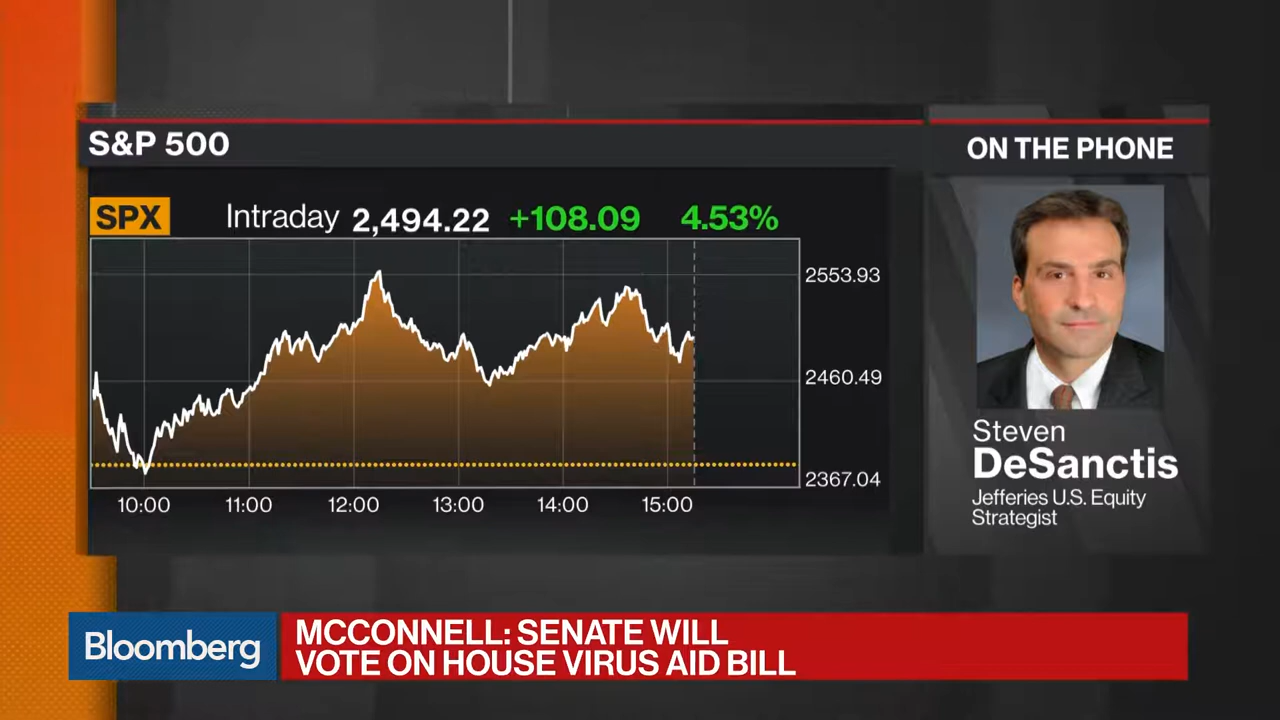 S&P 500
ON THE PHONE
SPX Intraday 2,494.22 +108.09 4.53%
2553.93
2460.49
2367.04
10:00 11:00 12:00 13:00 14:00 15:00
Steven
DeSanctis
Jefferies U.S. Equity
Strategist
Bloomberg
MCCONNELL: SENATE WILL
VOTE ON HOUSE VIRUS AID BILL